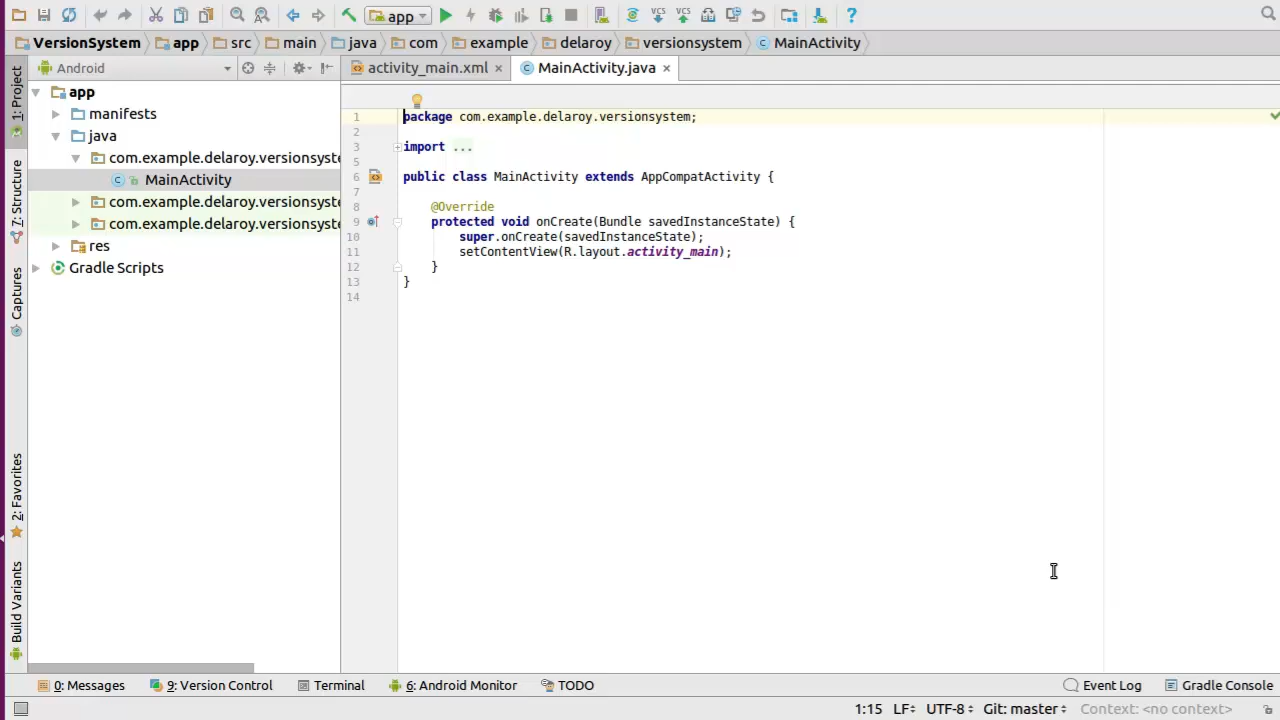 app
VersionSystem app src main java com example delaroy versionsystem MainActivity
Android
activity_main.xml
MainActivity.java
1: Project
7: Structure
Captures
2: Favorites
Build Variants
app
manifests
java
com.example.delaroy.versionsyste
MainActivity
com.example.delaroy.versionsyste
com.example.delaroy.versionsyste
res
Gradle Scripts
1 package com.example.delaroy.versionsystem;
2
3 import ...
5
6 public class MainActivity extends AppCompatActivity {
7
8 @Override
9 protected void onCreate(Bundle savedInstanceState) {
10 super.onCreate(savedInstanceState);
11 setContentView(R.layout.activity_main);
12 }
13 }
14
0: Messages 9: Version Control Terminal 6: Android Monitor TODO Event Log Gradle Console
1:15 LF UTF-8 Git: master Context: <no context>